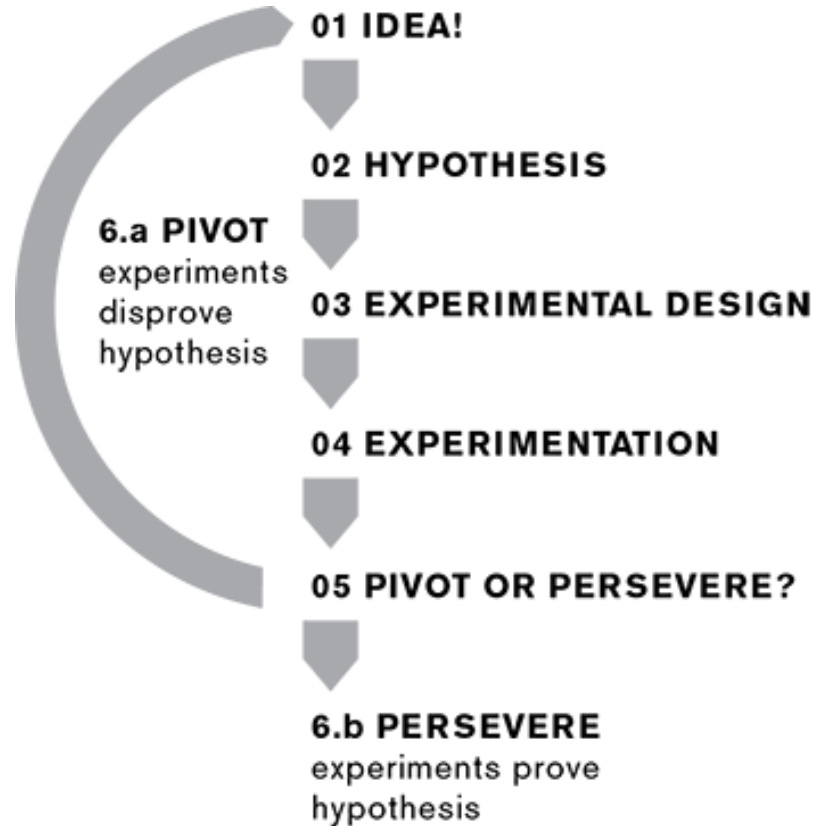 01 IDEA!
02 HYPOTHESIS
6.a PIVOT
experiments
disprove
hypothesis
03 EXPERIMENTAL DESIGN
04 EXPERIMENTATION
05 PIVOT OR PERSEVERE?
6.b PERSEVERE
experiments prove
hypothesis